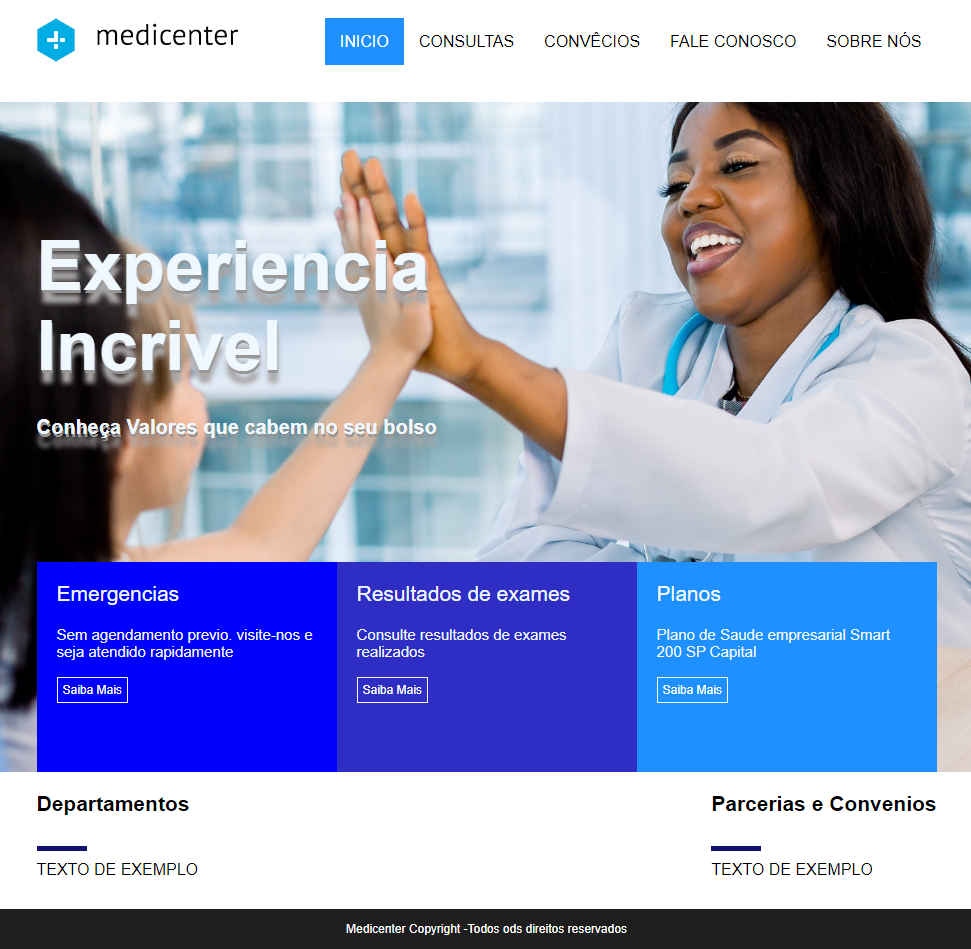 medicenter
INICIO CONSULTAS CONVÊCIOS FALE CONOSCO SOBRE NÓS
Experiencia
Incrivel
Conheça Valores que cabem no seu bolso
Emergencias
Sem agendamento previo. visite-nos e
seja atendido rapidamente
Saiba Mais
Resultados de exames
Consulte resultados de exames
realizados
Saiba Mais
Planos
Plano de Saude empresarial Smart
200 SP Capital
Saiba Mais
Departamentos
TEXTO DE EXEMPLO
Parcerias e Convenios
TEXTO DE EXEMPLO
Medicenter Copyright -Todos ods direitos reservados